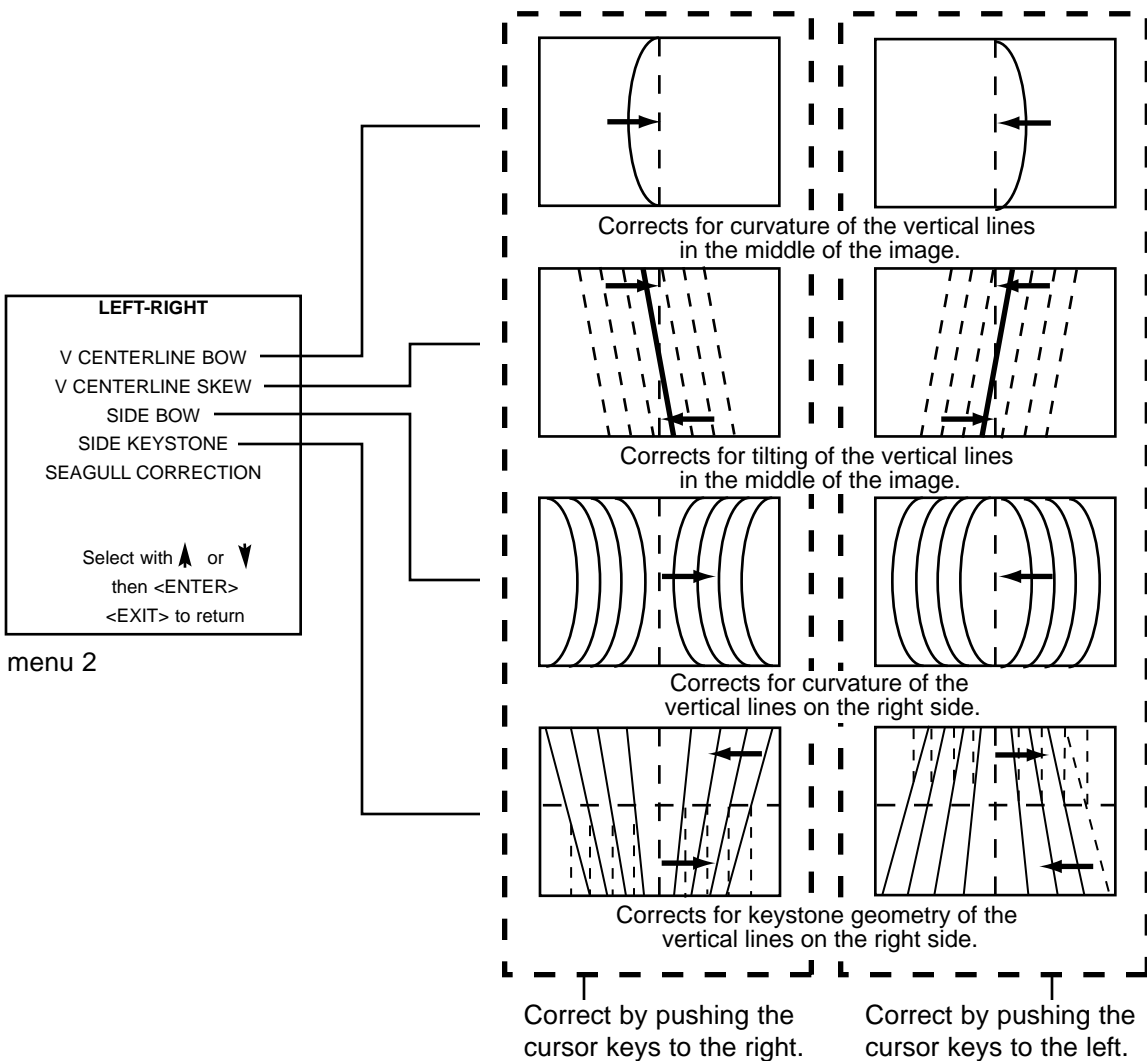 Corrects for curvature of the vertical lines
in the middle of the image.
LEFT-RIGHT
V CENTERLINE BOW
V CENTERLINE SKEW
SIDE BOW
SIDE KEYSTONE
SEAGULL CORRECTION
Select with or
then <ENTER>
<EXIT> to return
menu 2
Corrects for tilting of the vertical lines
in the middle of the image.
Corrects for curvature of the
vertical lines on the right side.
Corrects for keystone geometry of the
vertical lines on the right side.
Correct by pushing the
cursor keys to the right.
Correct by pushing the
cursor keys to the left.